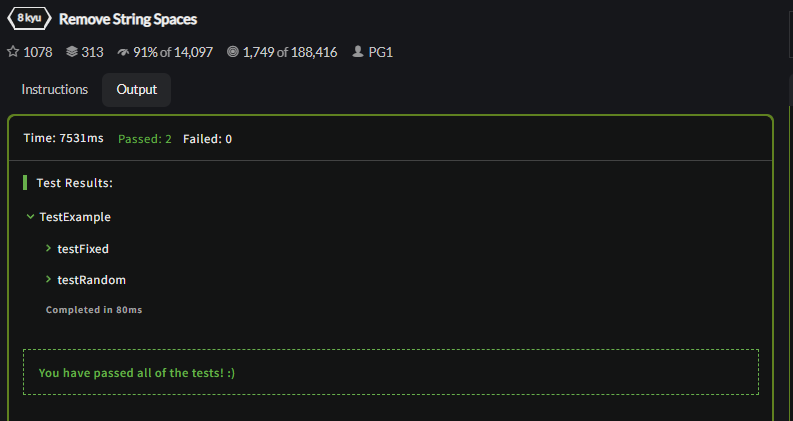 8 kyu Remove String Spaces
1078 313 91% of 14,097 1,749 of 188,416 PG1
Instructions Output
Time: 7531ms Passed: 2 Failed: 0
Test Results:
TestExample
testFixed
testRandom
Completed in 80ms
You have passed all of the tests! :)